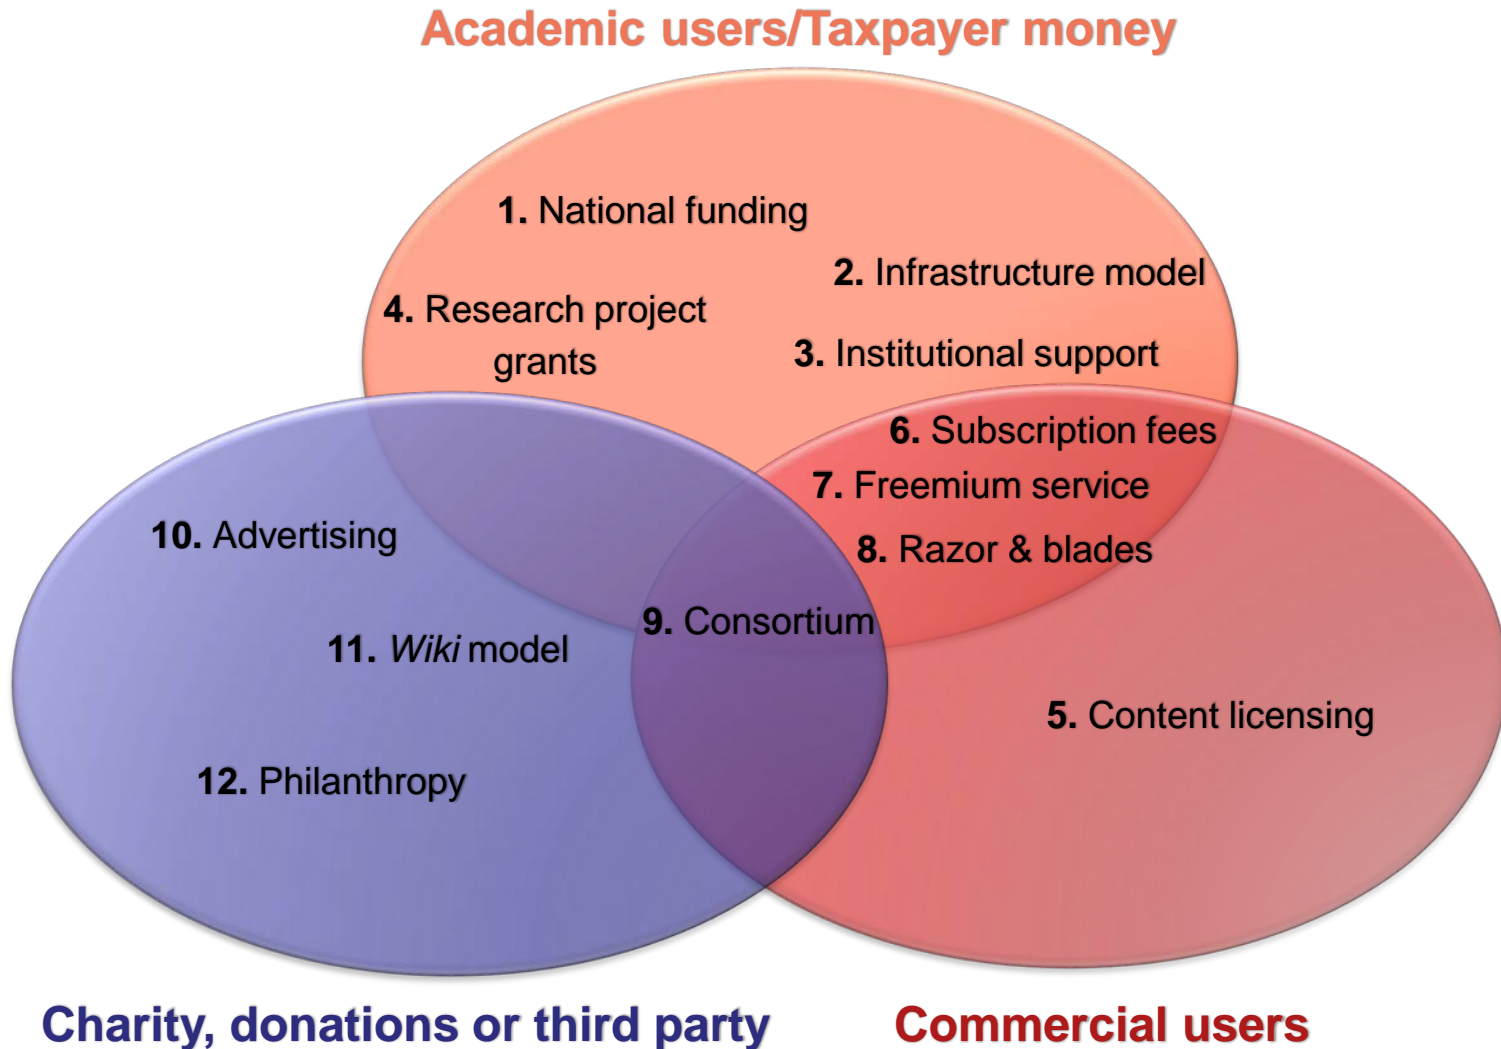 Academic users/Taxpayer money
1. National funding
2. Infrastructure model
4. Research project
grants
3. Institutional support
6. Subscription fees
7. Freemium service
10. Advertising
8. Razor & blades
9. Consortium
11. Wiki model
5. Content licensing
12. Philanthropy
Charity, donations or third party
Commercial users